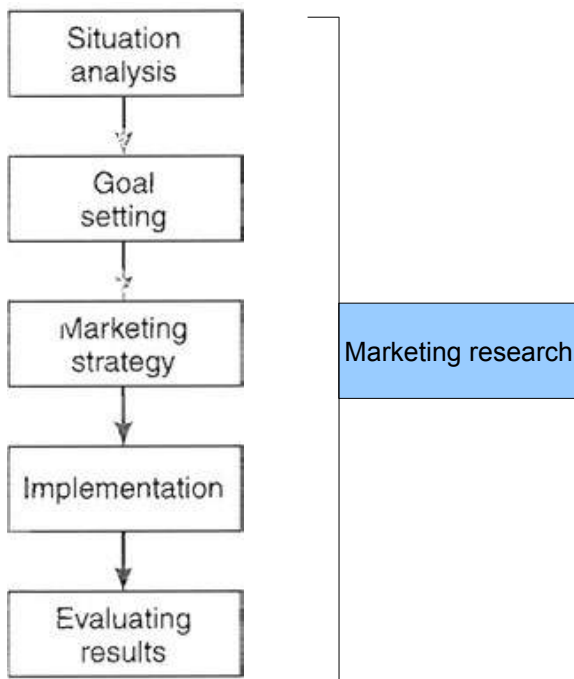 Situation
analysis
Goal
setting
Marketing
strategy
Marketing research
Implementation
Evaluating
results